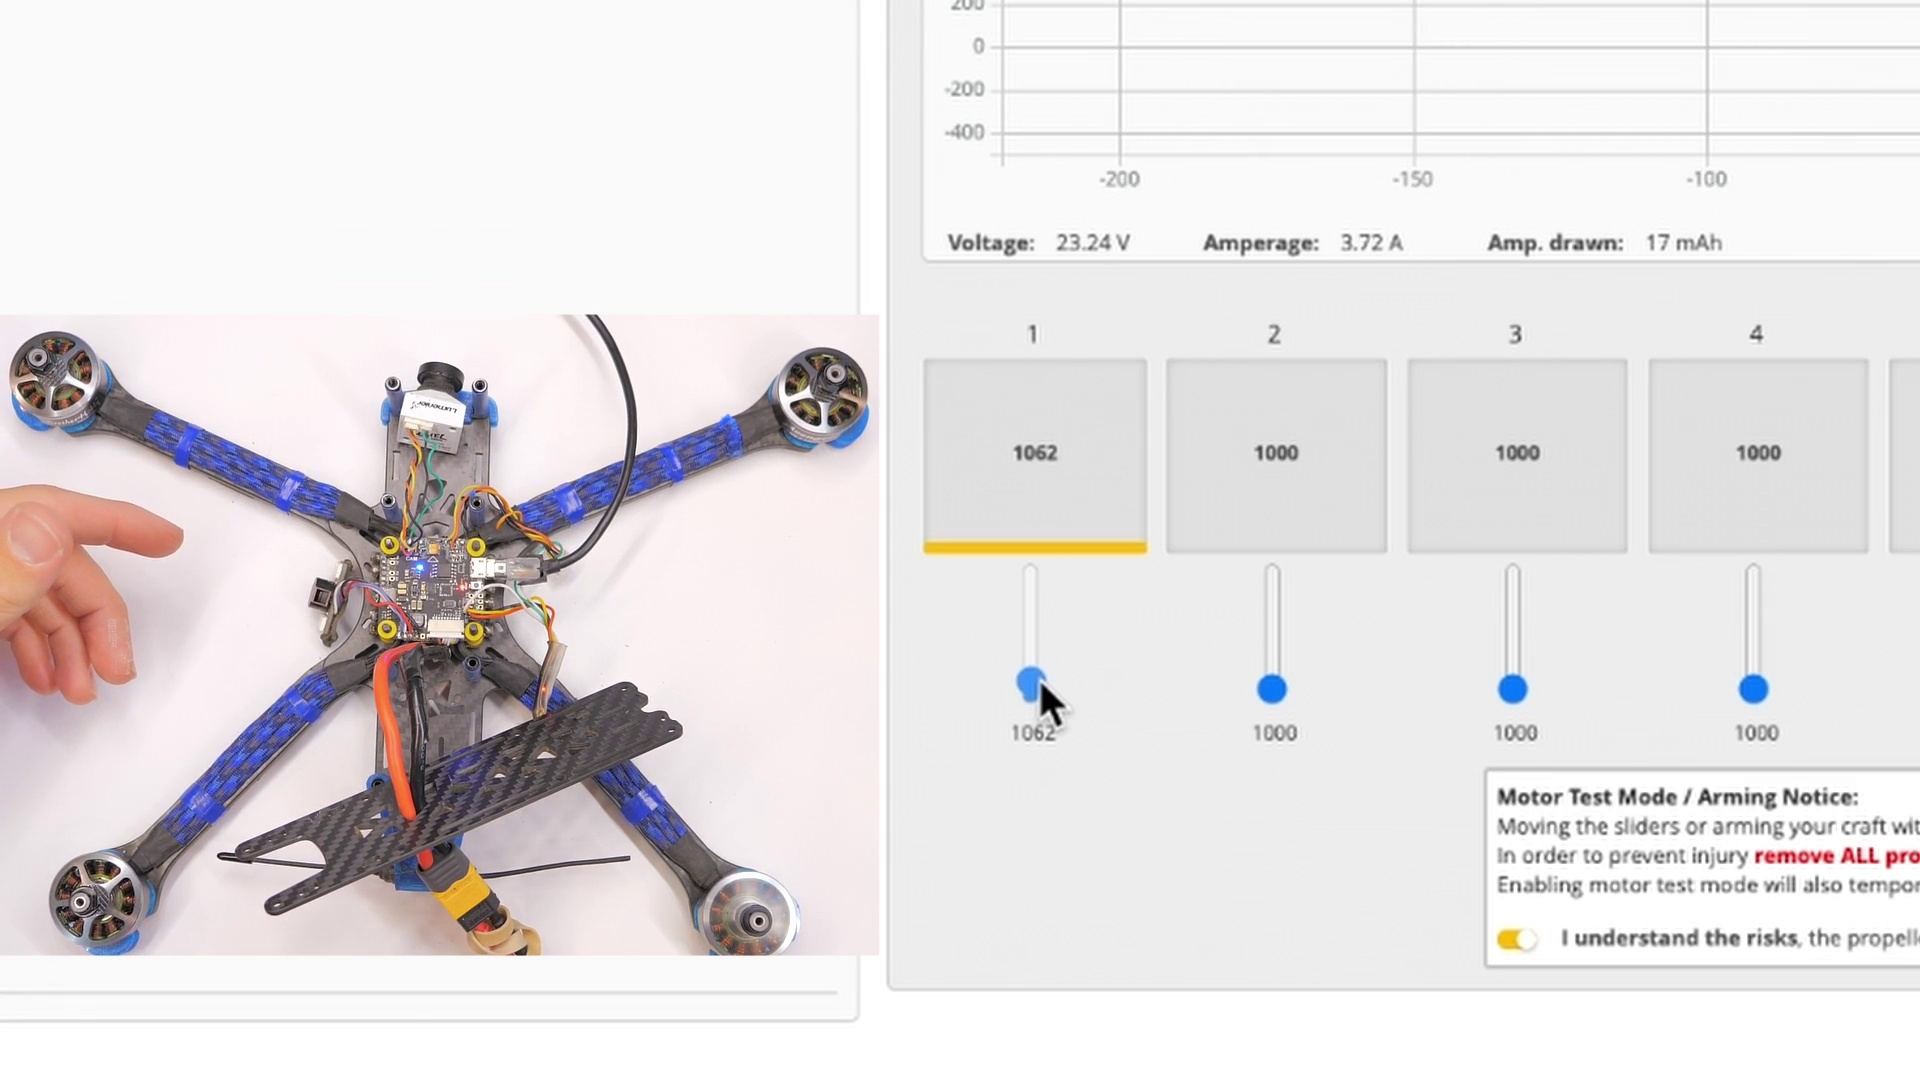 200
0
-200
-400
-200 -150 -100
Voltage: 23.24 V Amperage: 3.72 A Amp. drawn: 17 mAh
1 2 3 4
1062 1000 1000 1000
1062 1000 1000 1000
Motor Test Mode / Arming Notice:
Moving the sliders or arming your craft wit
In order to prevent injury remove ALL pro
Enabling motor test mode will also tempor
I understand the risks, the propelle
Lumenier
CAM